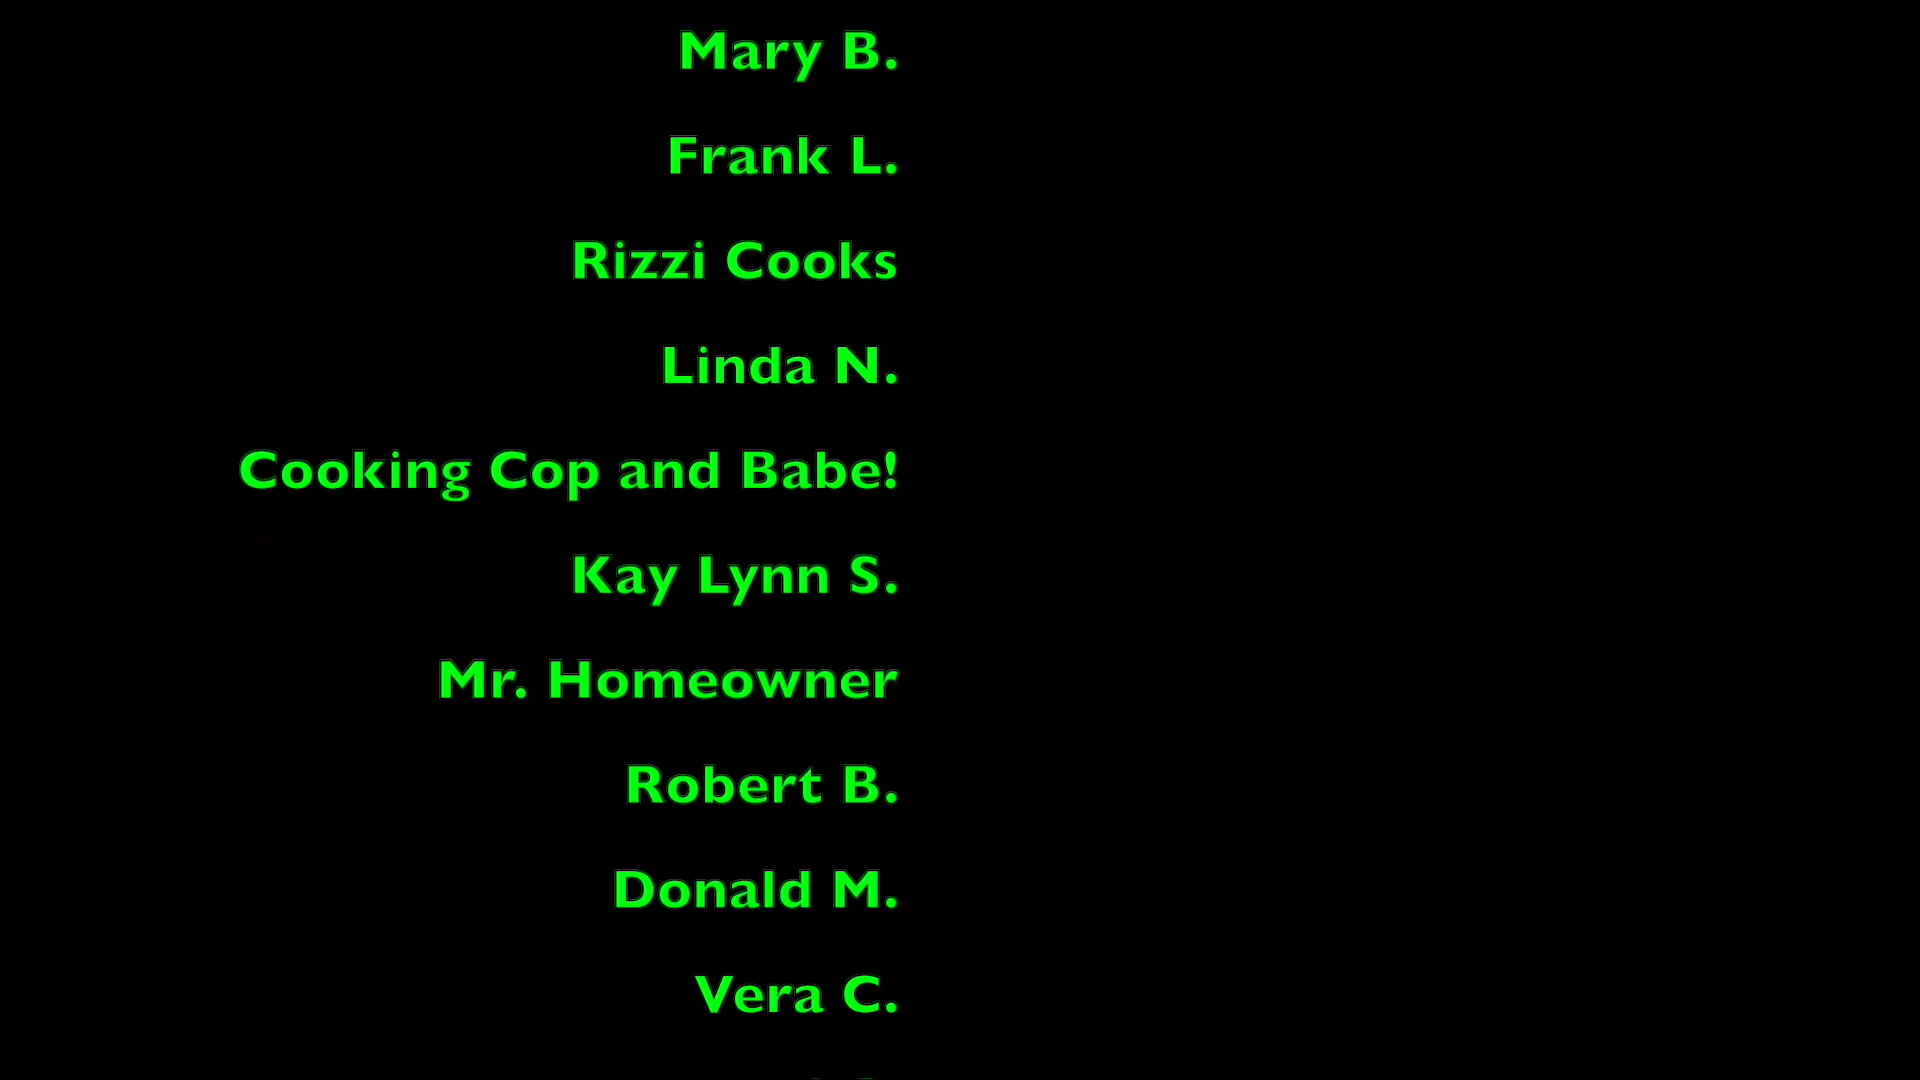 Mary B.
Frank L.
Rizzi Cooks
Linda N.
Cooking Cop and Babe!
Kay Lynn S.
Mr. Homeowner
Robert B.
Donald M.
Vera C.